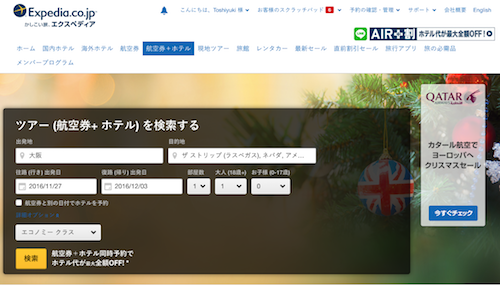 Expedia.co.jp
かしこい旅、エクスペディア
こんにちは、Toshiyuki 様
お客様のスクラッチパッド 6
予約の確認・管理
サポート
会社概要
English
AIR+割 ホテル代が最大全額OFF!
ホーム 国内ホテル 海外ホテル 航空券 航空券+ホテル 現地ツアー 旅館 レンタカー 最新セール 直前割引セール 旅行アプリ 旅の必需品
メンバープログラム
ツアー (航空券+ ホテル) を検索する
出発地 目的地
大阪 ザ ストリップ (ラスベガス), ネバダ, アメ...
往路 (行き) 出発日 復路 (帰り) 出発日 部屋数 大人 (18歳+) お子様 (0-17歳)
2016/11/27 2016/12/03 1 1 0
航空券と別の日付でホテルを予約
エコノミー クラス
検索
航空券+ホテル同時予約で
ホテル代が最大全額OFF! *
QATAR
カタール航空で
ヨーロッパへ
クリスマスセール
今すぐチェック